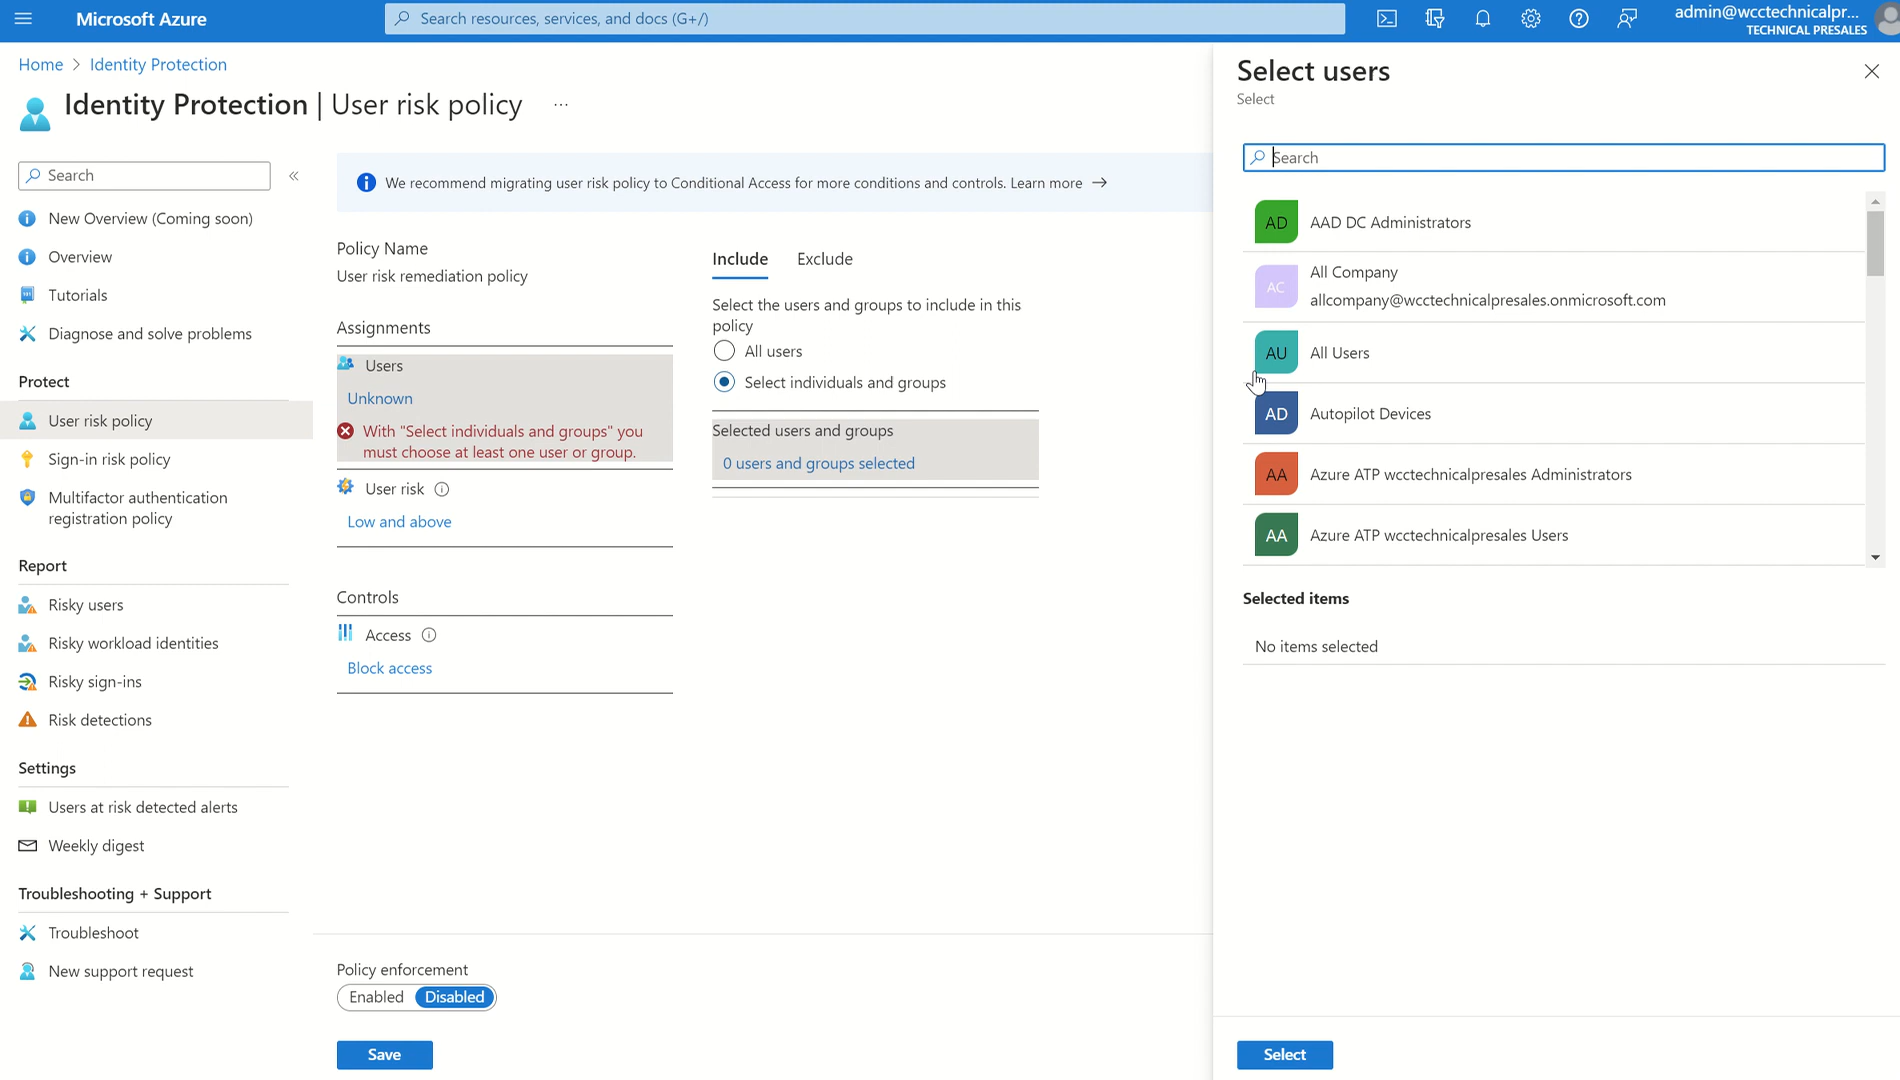 Microsoft Azure
Search resources, services, and docs (G+/)
admin@wcctechnicalpr...
TECHNICAL PRESALES
Home > Identity Protection
Identity Protection | User risk policy ...
Search
«
New Overview (Coming soon)
Overview
Tutorials
Diagnose and solve problems
Protect
User risk policy
Sign-in risk policy
Multifactor authentication
registration policy
Report
Risky users
Risky workload identities
Risky sign-ins
Risk detections
Settings
Users at risk detected alerts
Weekly digest
Troubleshooting + Support
Troubleshoot
New support request
We recommend migrating user risk policy to Conditional Access for more conditions and controls. Learn more →
Policy Name
User risk remediation policy
Assignments
Users
Unknown
With "Select individuals and groups" you
must choose at least one user or group.
User risk
Low and above
Controls
Access
Block access
Include Exclude
Select the users and groups to include in this
policy
All users
Select individuals and groups
Selected users and groups
0 users and groups selected
Policy enforcement
Enabled Disabled
Save
Select users
Select
Search
AD AAD DC Administrators
AC All Company
allcompany@wcctechnicalpresales.onmicrosoft.com
AU All Users
AD Autopilot Devices
AA Azure ATP wcctechnicalpresales Administrators
AA Azure ATP wcctechnicalpresales Users
Selected items
No items selected
Select